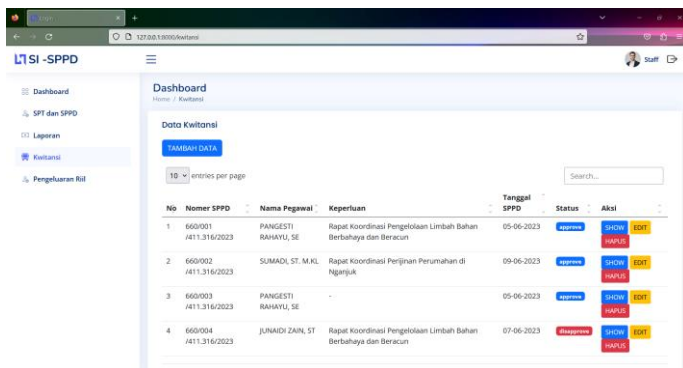 127.0.0.1:8000/kwitansi
SI -SPPD
Staff
Dashboard
SPT dan SPPD
Laporan
Kwitansi
Pengeluaran Riil
Dashboard
Home / Kwitansi
Data Kwitansi
TAMBAH DATA
10 entries per page
Search...
No Nomer SPPD Nama Pegawai Keperluan Tanggal SPPD Status Aksi
1 660/001 PANGESTI Rapat Koordinasi Pengelolaan Limbah Bahan 05-06-2023 approve SHOW EDIT
/411.316/2023 RAHAYU, SE Berbahaya dan Beracun HAPUS
2 660/002 SUMADI, ST. M.KL Rapat Koordinasi Perijinan Perumahan di 09-06-2023 approve SHOW EDIT
/411.316/2023 Nganjuk HAPUS
3 660/003 PANGESTI - 05-06-2023 approve SHOW EDIT
/411.316/2023 RAHAYU, SE HAPUS
4 660/004 JUNAIDI ZAIN, ST Rapat Koordinasi Pengelolaan Limbah Bahan 07-06-2023 disapprove SHOW EDIT
/411.316/2023 Berbahaya dan Beracun HAPUS